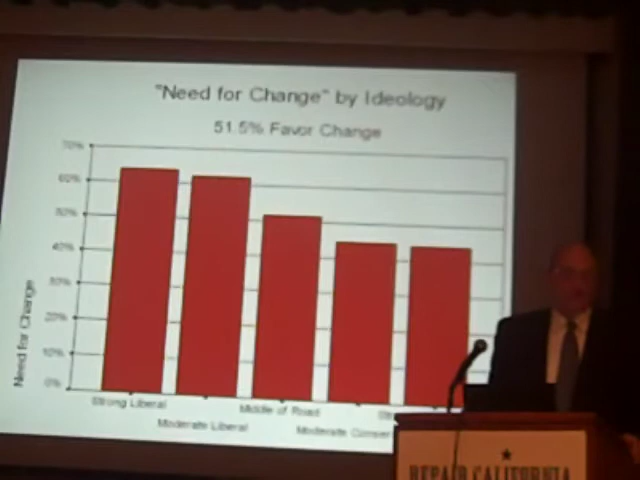 "Need for Change" by Ideology
51.5% Favor Change
70%
60%
50%
40%
30%
20%
10%
0%
Need for Change
Strong Liberal
Middle of Road
Moderate Liberal
Moderate
REPAIR CALIFORNIA